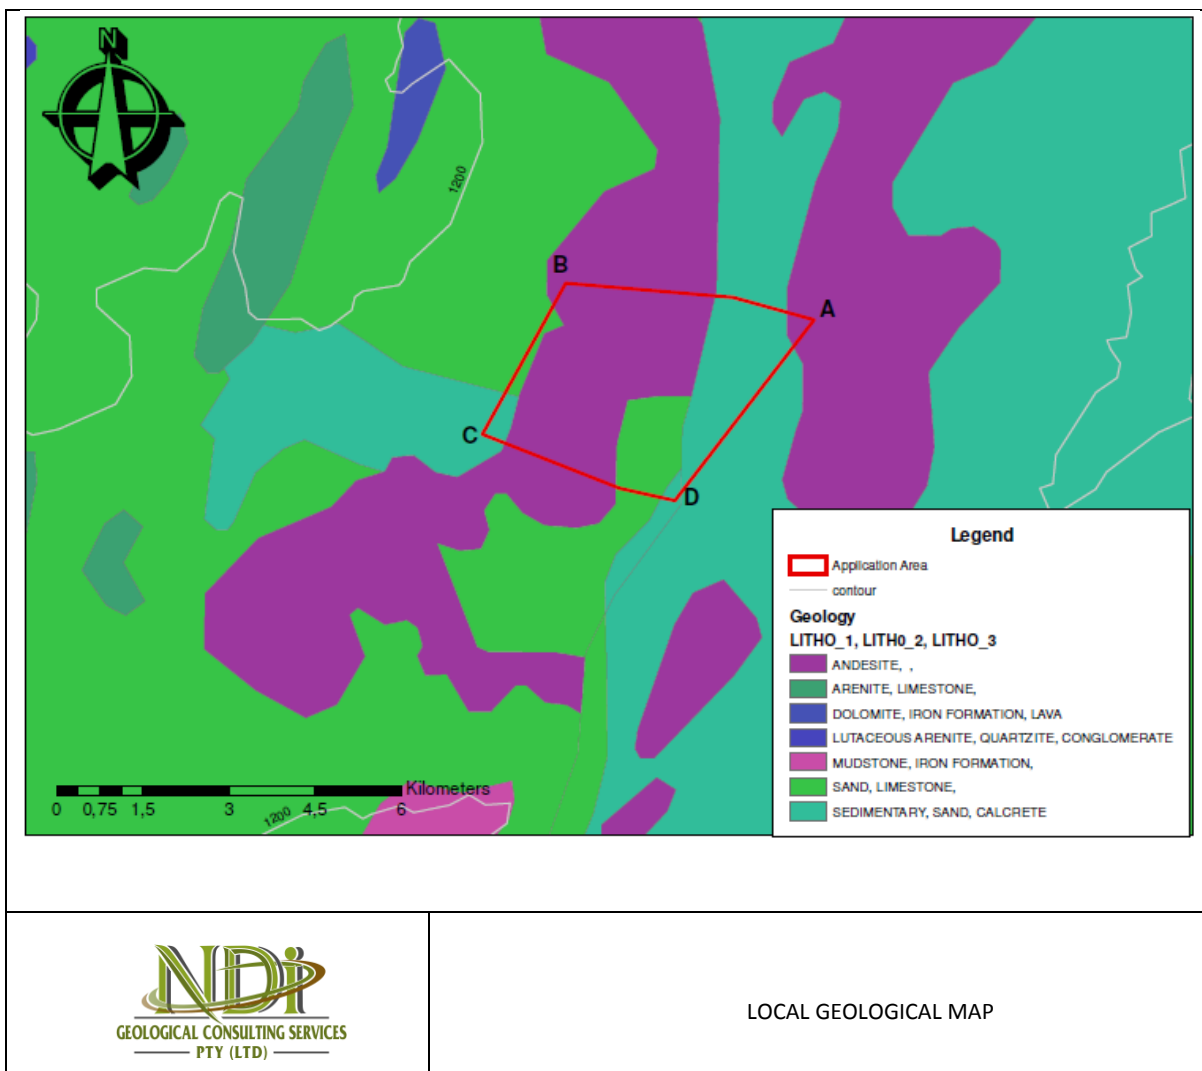 N
1200
B
A
C
D
Legend
Application Area
contour
Geology
LITHO_1, LITH0_2, LITHO_3
ANDESITE, ,
ARENITE, LIMESTONE,
DOLOMITE, IRON FORMATION, LAVA
LUTACEOUS ARENITE, QUARTZITE, CONGLOMERATE
MUDSTONE, IRON FORMATION,
SAND, LIMESTONE,
SEDIMENTARY, SAND, CALCRETE
Kilometers
0 0,75 1,5 3 4,5 6
1200
NDi
GEOLOGICAL CONSULTING SERVICES
PTY (LTD)
LOCAL GEOLOGICAL MAP